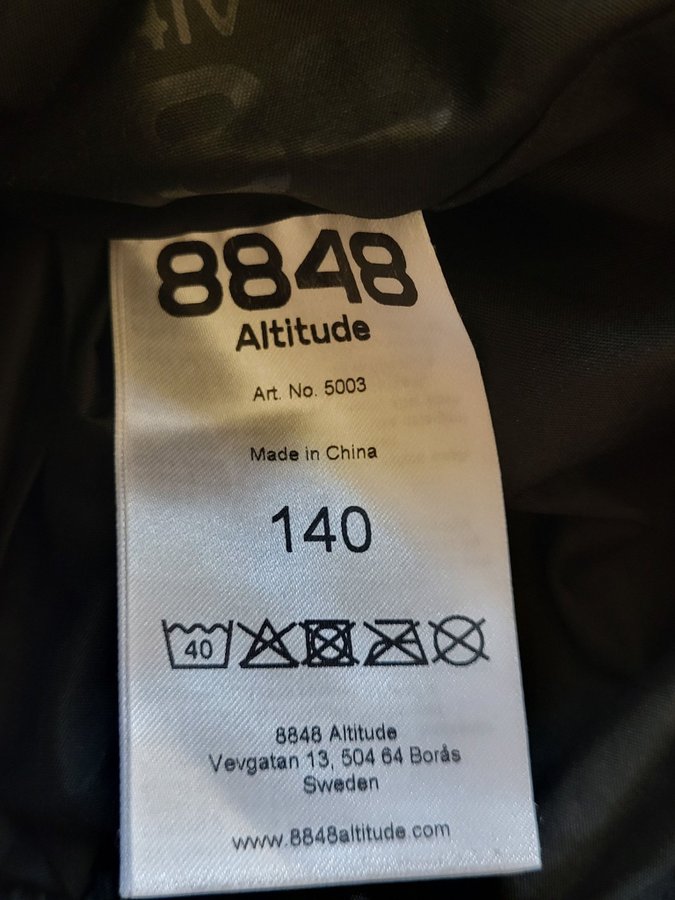 8848
Altitude
Art. No. 5003
Made in China
140
40
8848 Altitude
Vevgatan 13, 504 64 Borås
Sweden
www.8848altitude.com